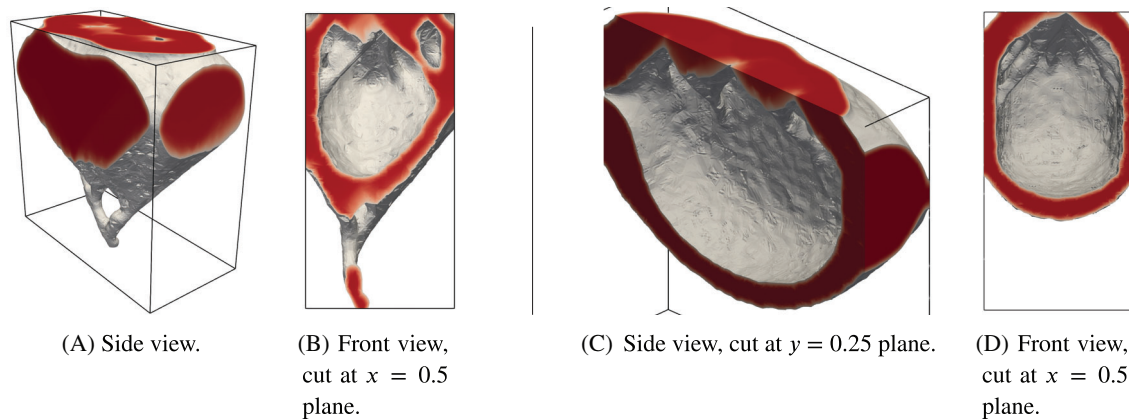 (A) Side view.
(B) Front view,
cut at x = 0.5
plane.
(C) Side view, cut at y = 0.25 plane.
(D) Front view,
cut at x = 0.5
plane.